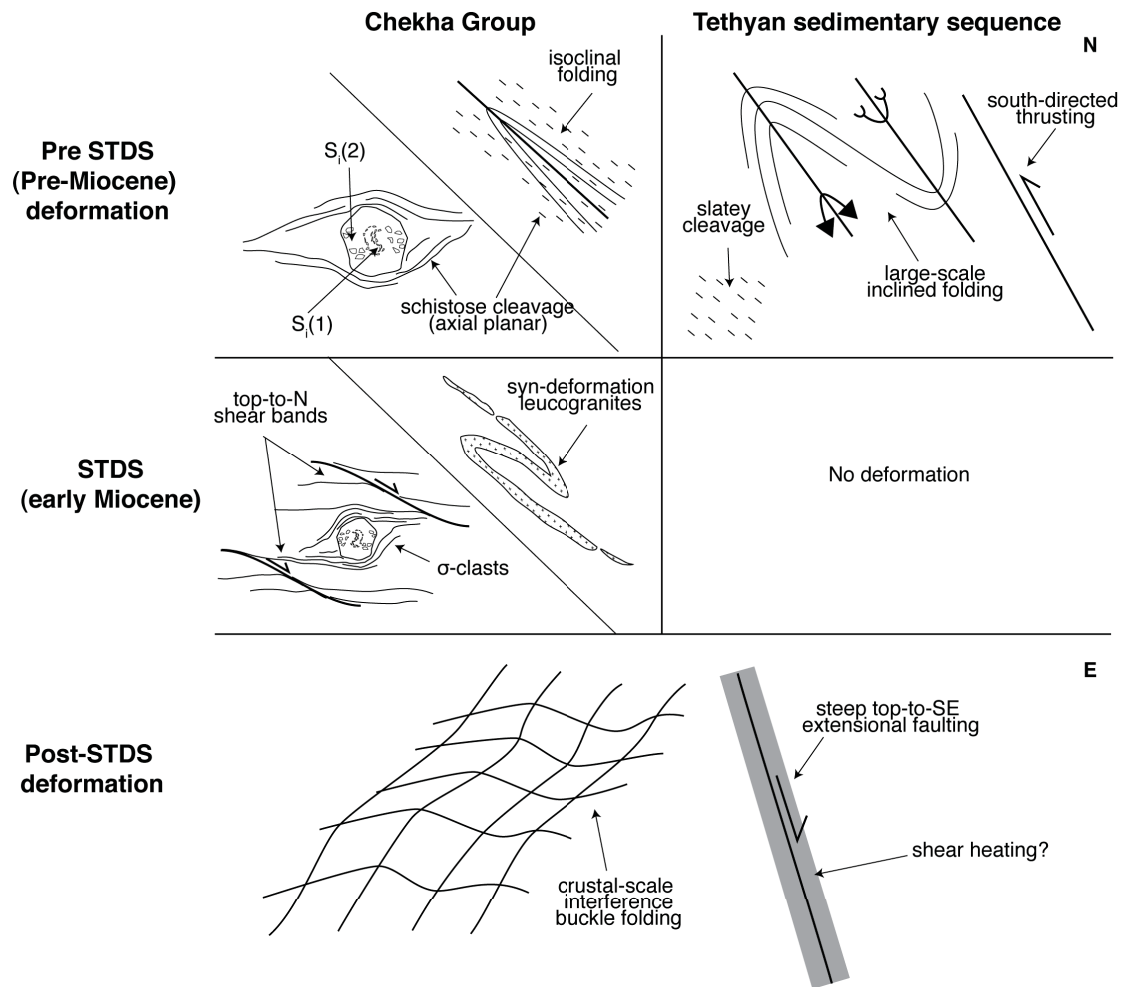 Chekha Group
Tethyan sedimentary sequence
N
Pre STDS
(Pre-Miocene)
deformation
isoclinal
folding
Si(2)
Si(1)
schistose cleavage
(axial planar)
slatey
cleavage
large-scale
inclined folding
south-directed
thrusting
STDS
(early Miocene)
top-to-N
shear bands
σ-clasts
syn-deformation
leucogranites
No deformation
Post-STDS
deformation
E
crustal-scale
interference
buckle folding
steep top-to-SE
extensional faulting
shear heating?